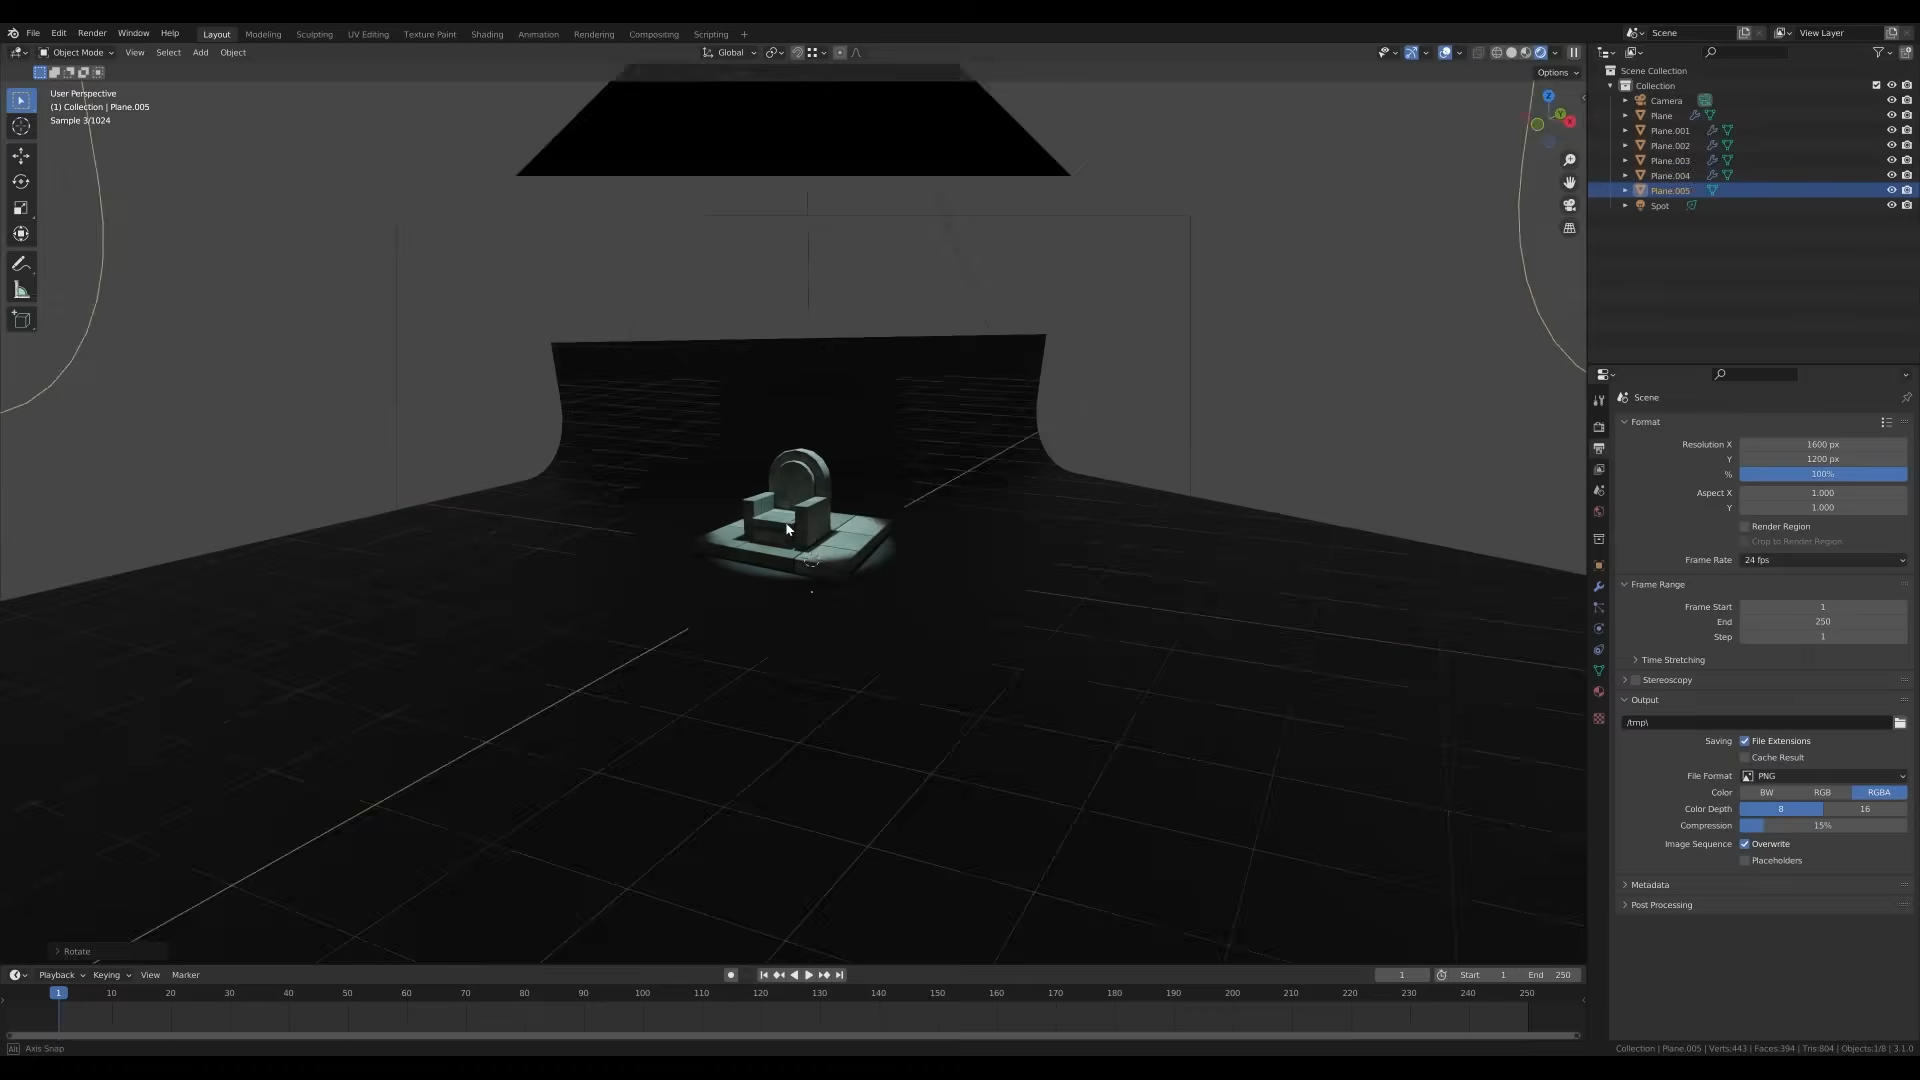 File Edit Render Window Help Layout Modeling Sculpting UV Editing Texture Paint Shading Animation Rendering Compositing Scripting + Scene View Layer
Object Mode View Select Add Object Global
Options
User Perspective
(1) Collection | Plane.005
Sample 3/1024
Z
Y
X
Scene Collection
Collection
Camera
Plane
Plane.001
Plane.002
Plane.003
Plane.004
Plane.005
Spot
Scene
Format
Resolution X 1600 px
Y 1200 px
% 100%
Aspect X 1.000
Y 1.000
Render Region
Crop to Render Region
Frame Rate 24 fps
Frame Range
Frame Start 1
End 250
Step 1
Time Stretching
Stereoscopy
Output
/tmp\
Saving File Extensions
Cache Result
File Format PNG
Color BW RGB RGBA
Color Depth 8 16
Compression 15%
Image Sequence Overwrite
Placeholders
Metadata
Post Processing
Rotate
Playback Keying View Marker 1 Start 1 End 250
1 10 20 30 40 50 60 70 80 90 100 110 120 130 140 150 160 170 180 190 200 210 220 230 240 250
Alt Axis Snap
Collection | Plane.005 | Verts:443 | Faces:394 | Tris:804 | Objects:1/8 | 3.1.0